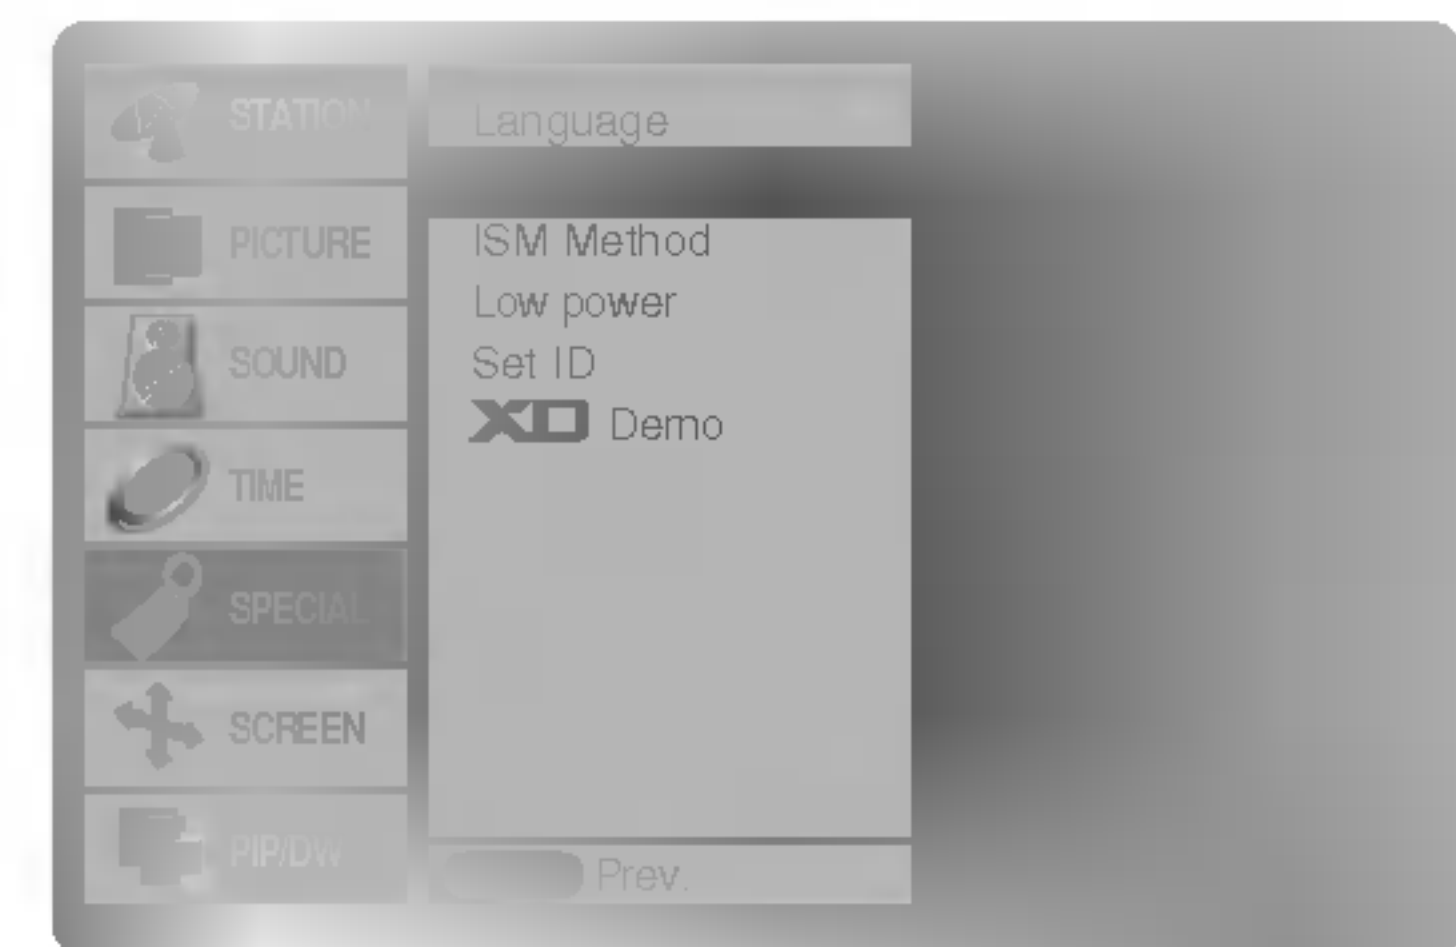 STATION
PICTURE
SOUND
TIME
SPECIAL
SCREEN
PIP/DW
Language
ISM Method
Low power
Set ID
XD Demo
Prev.